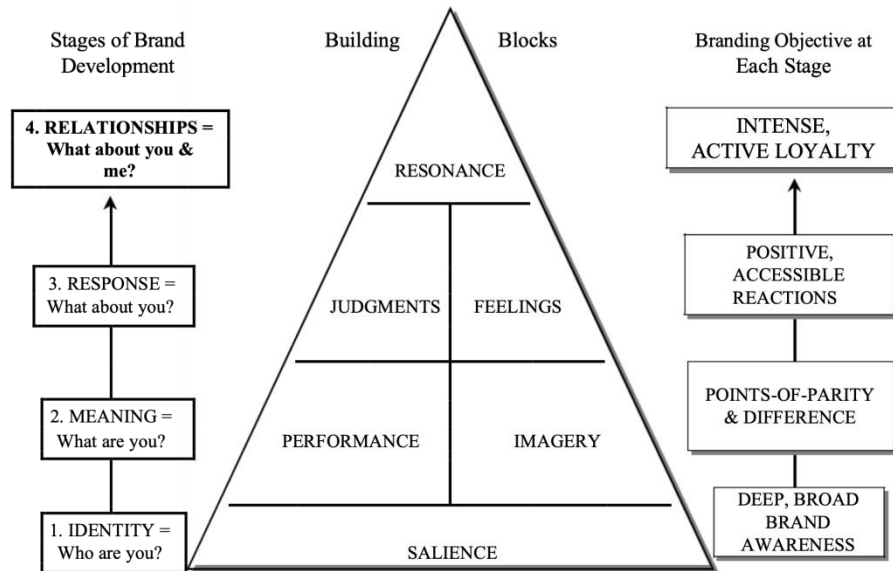 Stages of Brand
Development
Building
Blocks
Branding Objective at
Each Stage
4. RELATIONSHIPS =
What about you &
me?
RESONANCE
INTENSE,
ACTIVE LOYALTY
3. RESPONSE =
What about you?
JUDGMENTS
FEELINGS
POSITIVE,
ACCESSIBLE
REACTIONS
2. MEANING =
What are you?
PERFORMANCE
IMAGERY
POINTS-OF-PARITY
& DIFFERENCE
1. IDENTITY =
Who are you?
SALIENCE
DEEP, BROAD
BRAND
AWARENESS